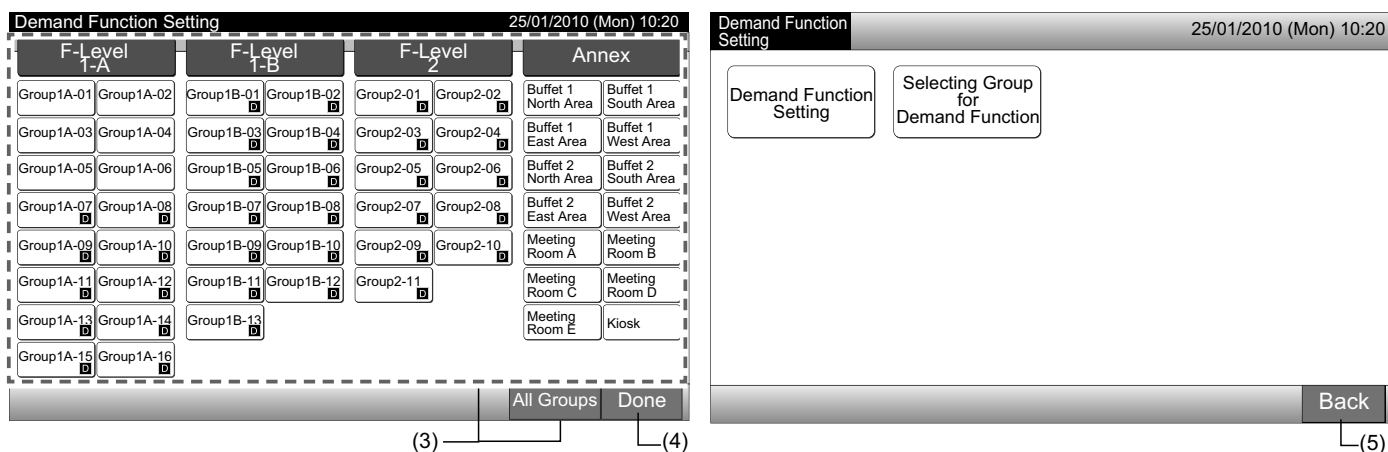 Demand Function Setting
25/01/2010 (Mon) 10:20
F-Level
1-A
F-Level
1-B
F-Level
2
Annex
Group1A-01 Group1A-02 Group1B-01 D Group1B-02 D Group2-01 D Group2-02 D
Buffet 1
North Area
Buffet 1
South Area
Group1A-03 Group1A-04 Group1B-03 D Group1B-04 D Group2-03 D Group2-04 D
Buffet 1
East Area
Buffet 1
West Area
Group1A-05 Group1A-06 Group1B-05 D Group1B-06 D Group2-05 D Group2-06 D
Buffet 2
North Area
Buffet 2
South Area
Group1A-07 D Group1A-08 D Group1B-07 D Group1B-08 D Group2-07 D Group2-08 D
Buffet 2
East Area
Buffet 2
West Area
Group1A-09 D Group1A-10 D Group1B-09 D Group1B-10 D Group2-09 D Group2-10 D
Meeting
Room A
Meeting
Room B
Group1A-11 D Group1A-12 D Group1B-11 D Group1B-12 D Group2-11 D
Meeting
Room C
Meeting
Room D
Group1A-13 D Group1A-14 D Group1B-13 D
Meeting
Room E
Kiosk
Group1A-15 D Group1A-16 D
All Groups
Done
(3)
(4)
Demand Function
Setting
25/01/2010 (Mon) 10:20
Demand Function
Setting
Selecting Group
for
Demand Function
Back
(5)